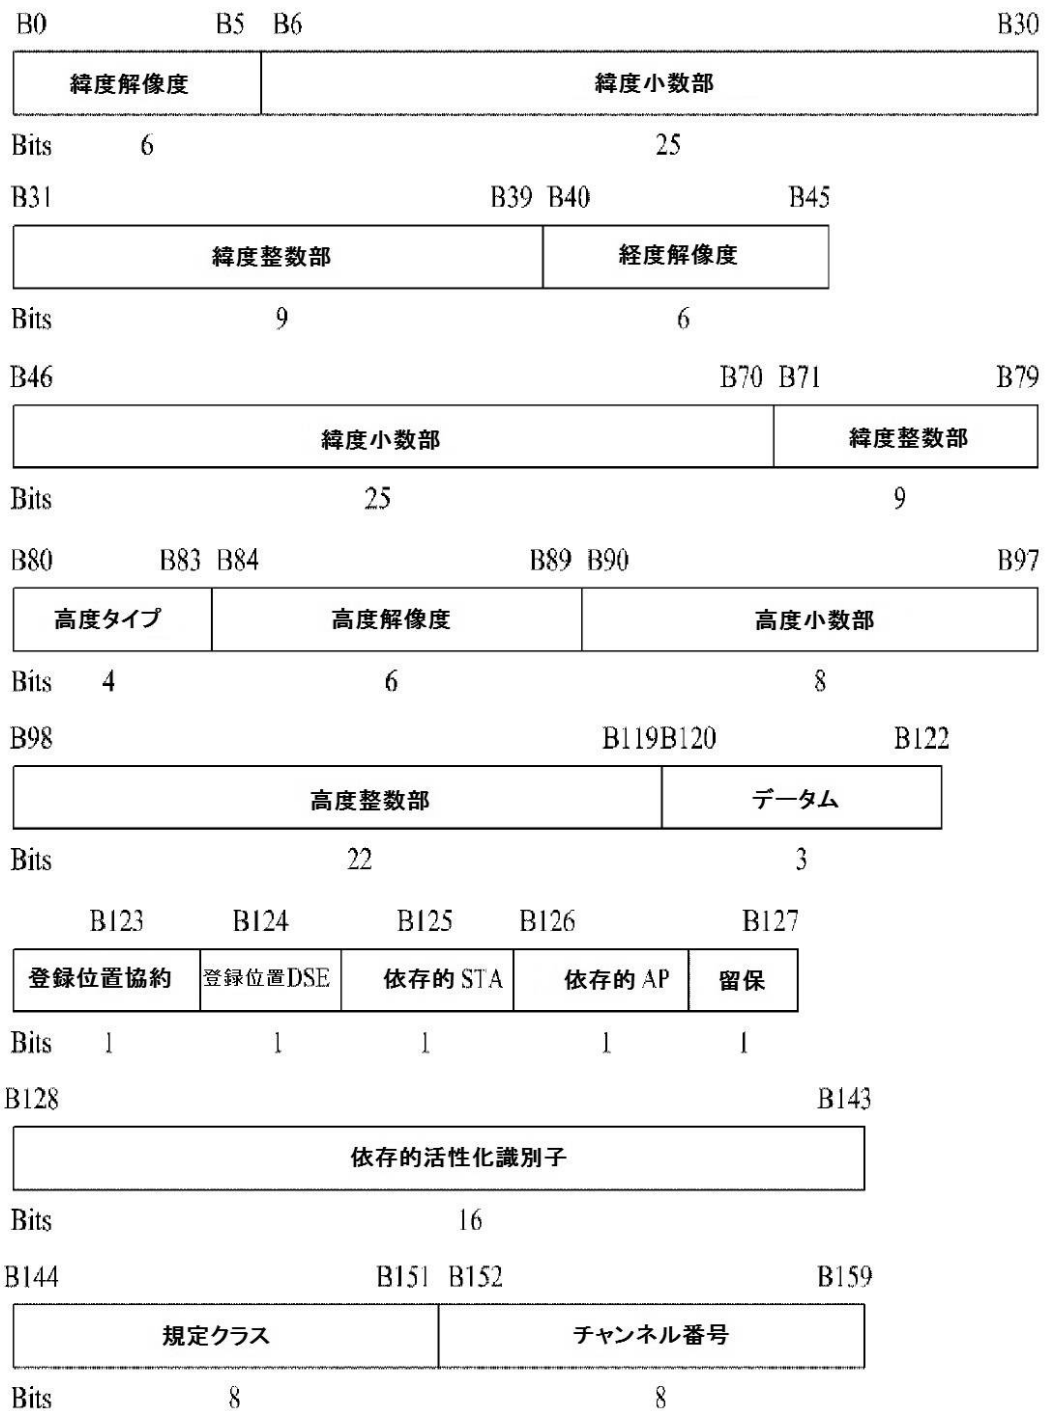 B0 B5 B6 B30
緯度解像度 緯度小数部
Bits 6 25
B31 B39 B40 B45
緯度整数部 経度解像度
Bits 9 6
B46 B70 B71 B79
緯度小数部 緯度整数部
Bits 25 9
B80 B83 B84 B89 B90 B97
高度タイプ 高度解像度 高度小数部
Bits 4 6 8
B98 B119B120 B122
高度整数部 データム
Bits 22 3
B123 B124 B125 B126 B127
登録位置協約 登録位置DSE 依存的 STA 依存的 AP 留保
Bits 1 1 1 1 1
B128 B143
依存的活性化識別子
Bits 16
B144 B151 B152 B159
規定クラス チャンネル番号
Bits 8 8